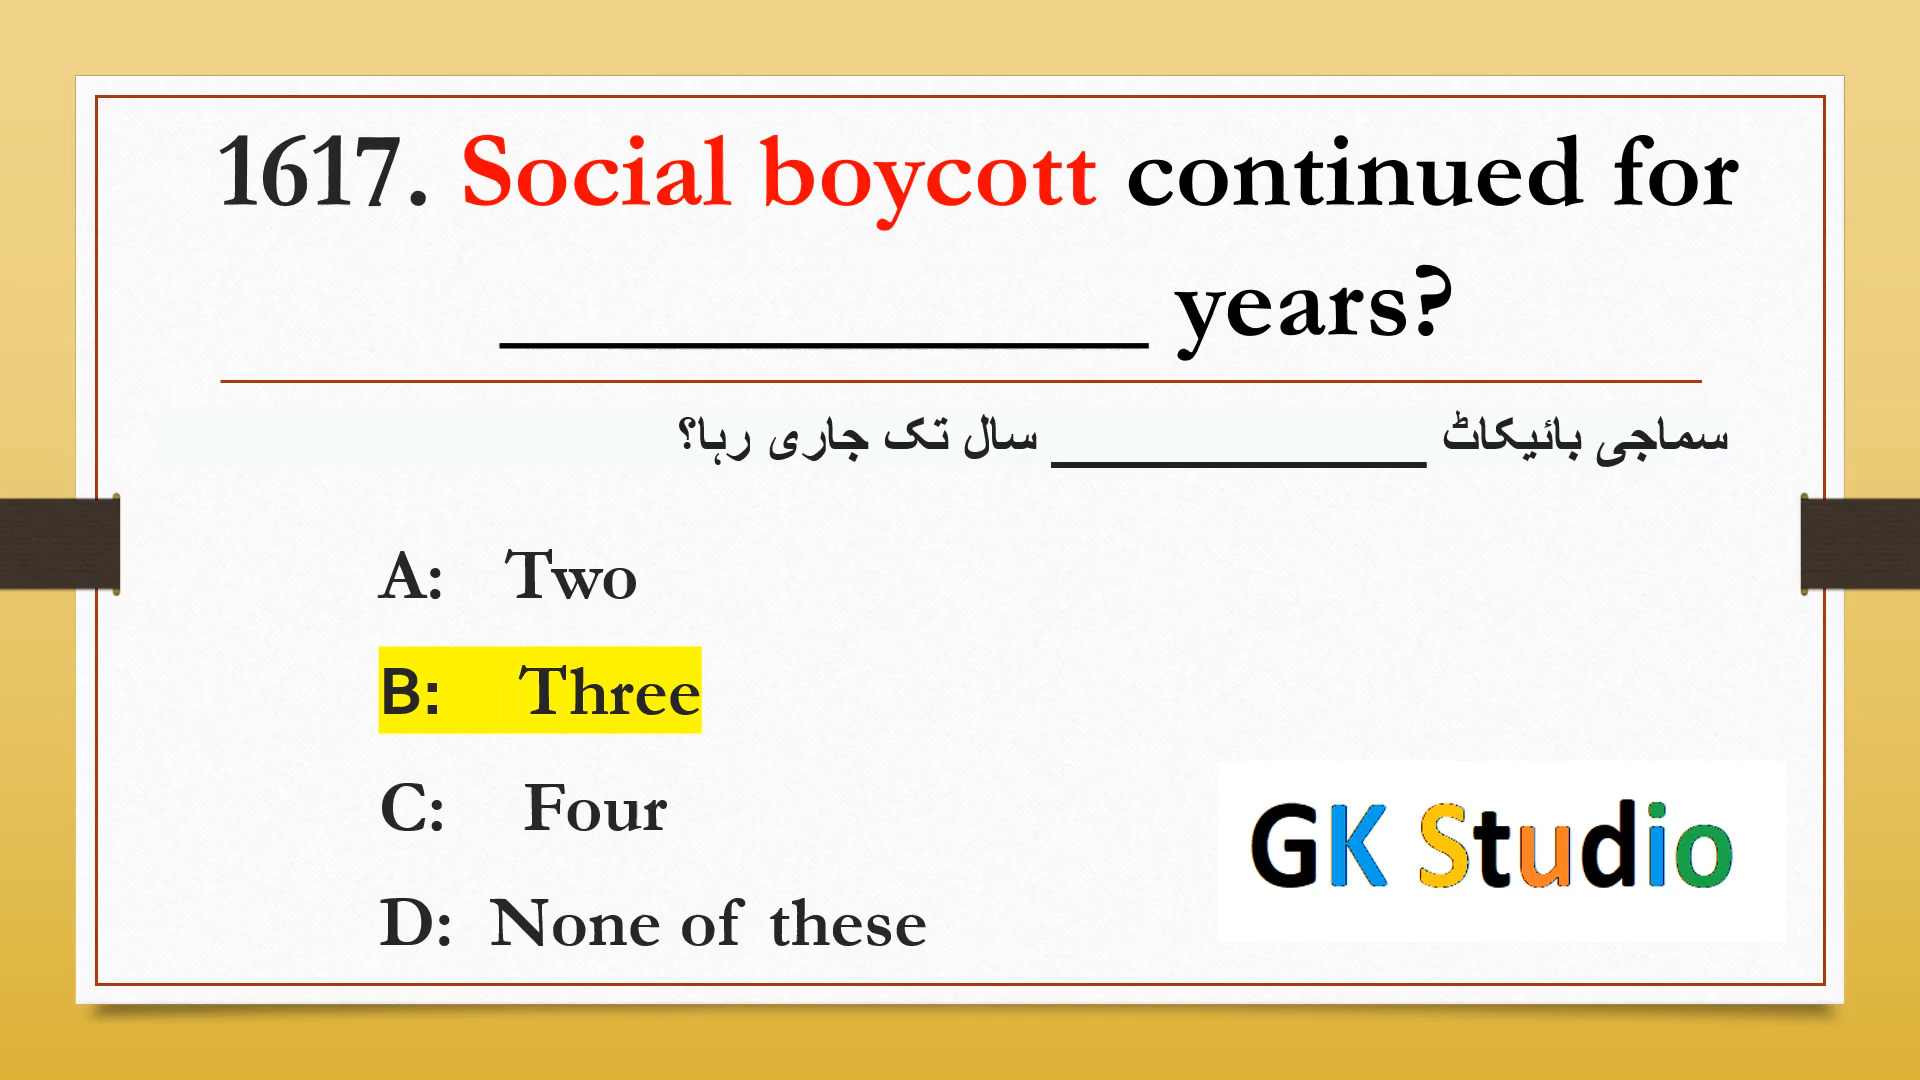 1617. Social boycott continued for
____________ years?
سماجی بائیکاٹ ____________ سال تک جاری رہا؟
A: Two
B: Three
C: Four
D: None of these
GK Studio